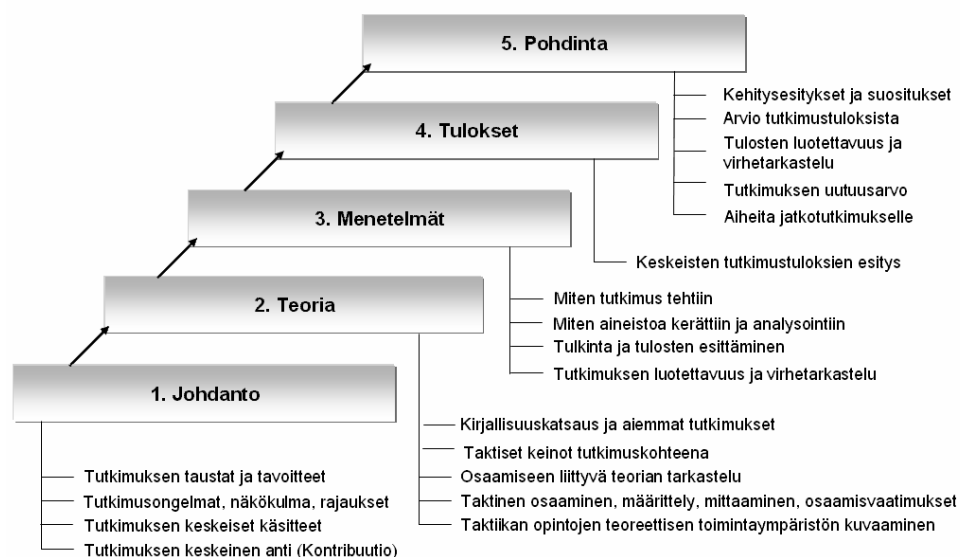 5. Pohdinta
Kehitysesitykset ja suositukset
Arvio tutkimustuloksista
Tulosten luotettavuus ja
virhetarkastelu
Tutkimuksen uutuusarvo
Aiheita jatkotutkimukselle
4. Tulokset
Keskeisten tutkimustuloksien esitys
3. Menetelmät
Miten tutkimus tehtiin
Miten aineistoa kerättiin ja analysointiin
Tulkinta ja tulosten esittäminen
Tutkimuksen luotettavuus ja virhetarkastelu
2. Teoria
Kirjallisuuskatsaus ja aiemmat tutkimukset
Taktiset keinot tutkimuskohteena
Osaamiseen liittyvä teorian tarkastelu
Taktinen osaaminen, määrittely, mittaaminen, osaamisvaatimukset
Taktiikan opintojen teoreettisen toimintaympäristön kuvaaminen
1. Johdanto
Tutkimuksen taustat ja tavoitteet
Tutkimusongelmat, näkökulma, rajaukset
Tutkimuksen keskeiset käsitteet
Tutkimuksen keskeinen anti (Kontribuutio)